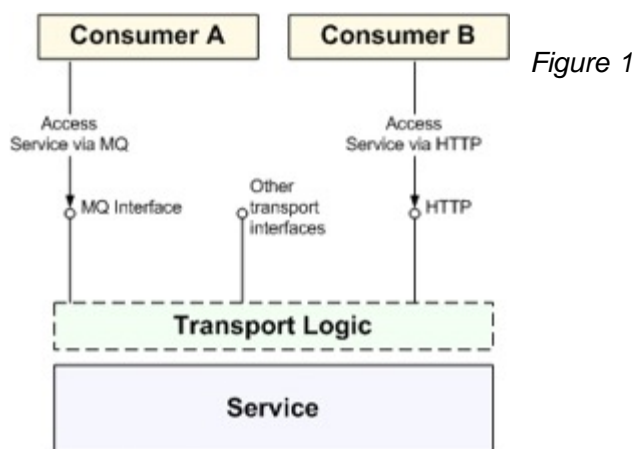 Consumer A
Consumer B
Figure 1
Access
Service via MQ
Access
Service via HTTP
MQ Interface
Other
transport
interfaces
HTTP
Transport Logic
Service